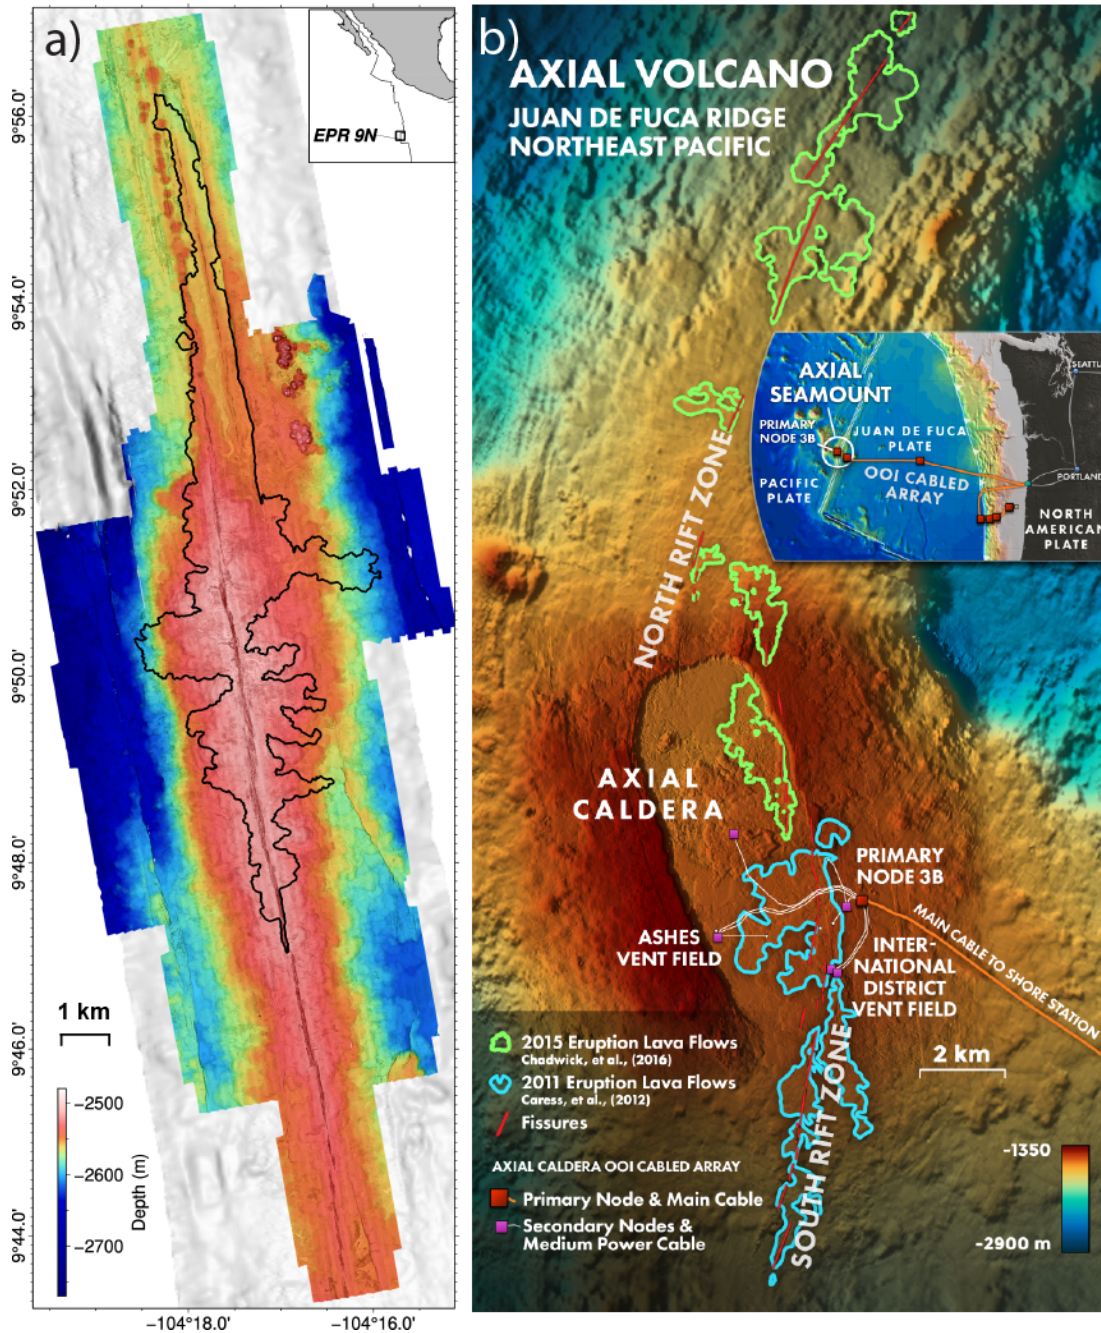 a)
EPR 9N
9°56.0'
9°54.0'
9°52.0'
9°50.0'
9°48.0'
9°46.0'
9°44.0'
1 km
−2500
−2600
−2700
Depth (m)
−104°18.0'
−104°16.0'
b)
AXIAL VOLCANO
JUAN DE FUCA RIDGE
NORTHEAST PACIFIC
AXIAL
SEAMOUNT
PRIMARY
NODE 3B
JUAN DE FUCA
PLATE
OOI CABLED
ARRAY
PACIFIC
PLATE
SEATTL
PORTLAND
NORTH
AMERICAN
PLATE
NORTH RIFT ZONE
AXIAL
CALDERA
PRIMARY
NODE 3B
ASHES
VENT FIELD
INTER-
NATIONAL
DISTRICT
VENT FIELD
MAIN CABLE TO SHORE STATION
SOUTH RIFT ZONE
2 km
2015 Eruption Lava Flows
Chadwick, et al., (2016)
2011 Eruption Lava Flows
Caress, et al., (2012)
Fissures
AXIAL CALDERA OOI CABLED ARRAY
Primary Node & Main Cable
Secondary Nodes &
Medium Power Cable
-1350
-2900 m